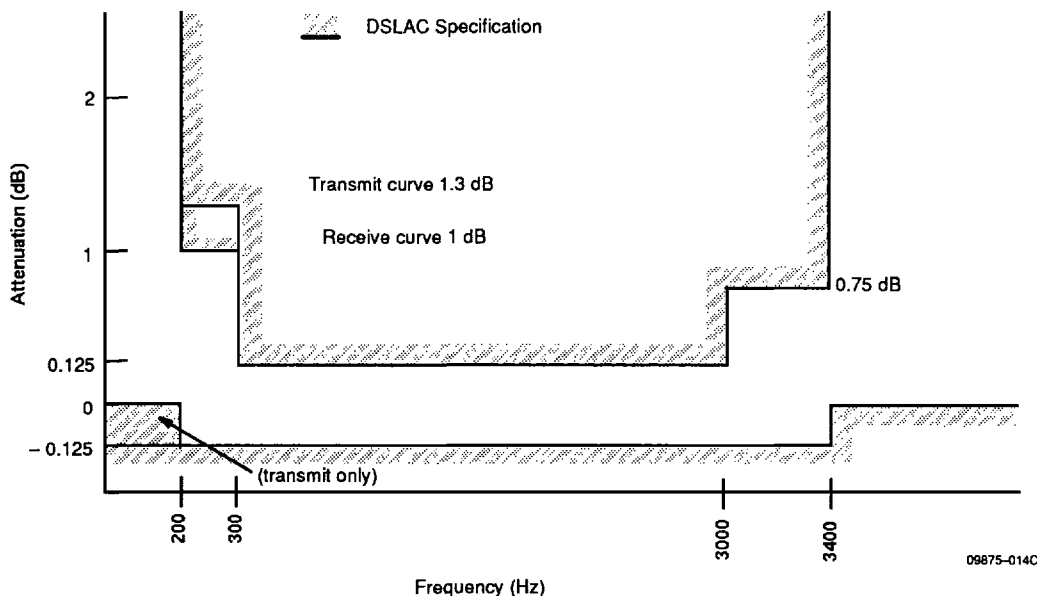 DSLAC Specification
2
Transmit curve 1.3 dB
Receive curve 1 dB
1
0.75 dB
0.125
0
– 0.125
(transmit only)
200
300
3000
3400
Attenuation (dB)
Frequency (Hz)
09875–014C